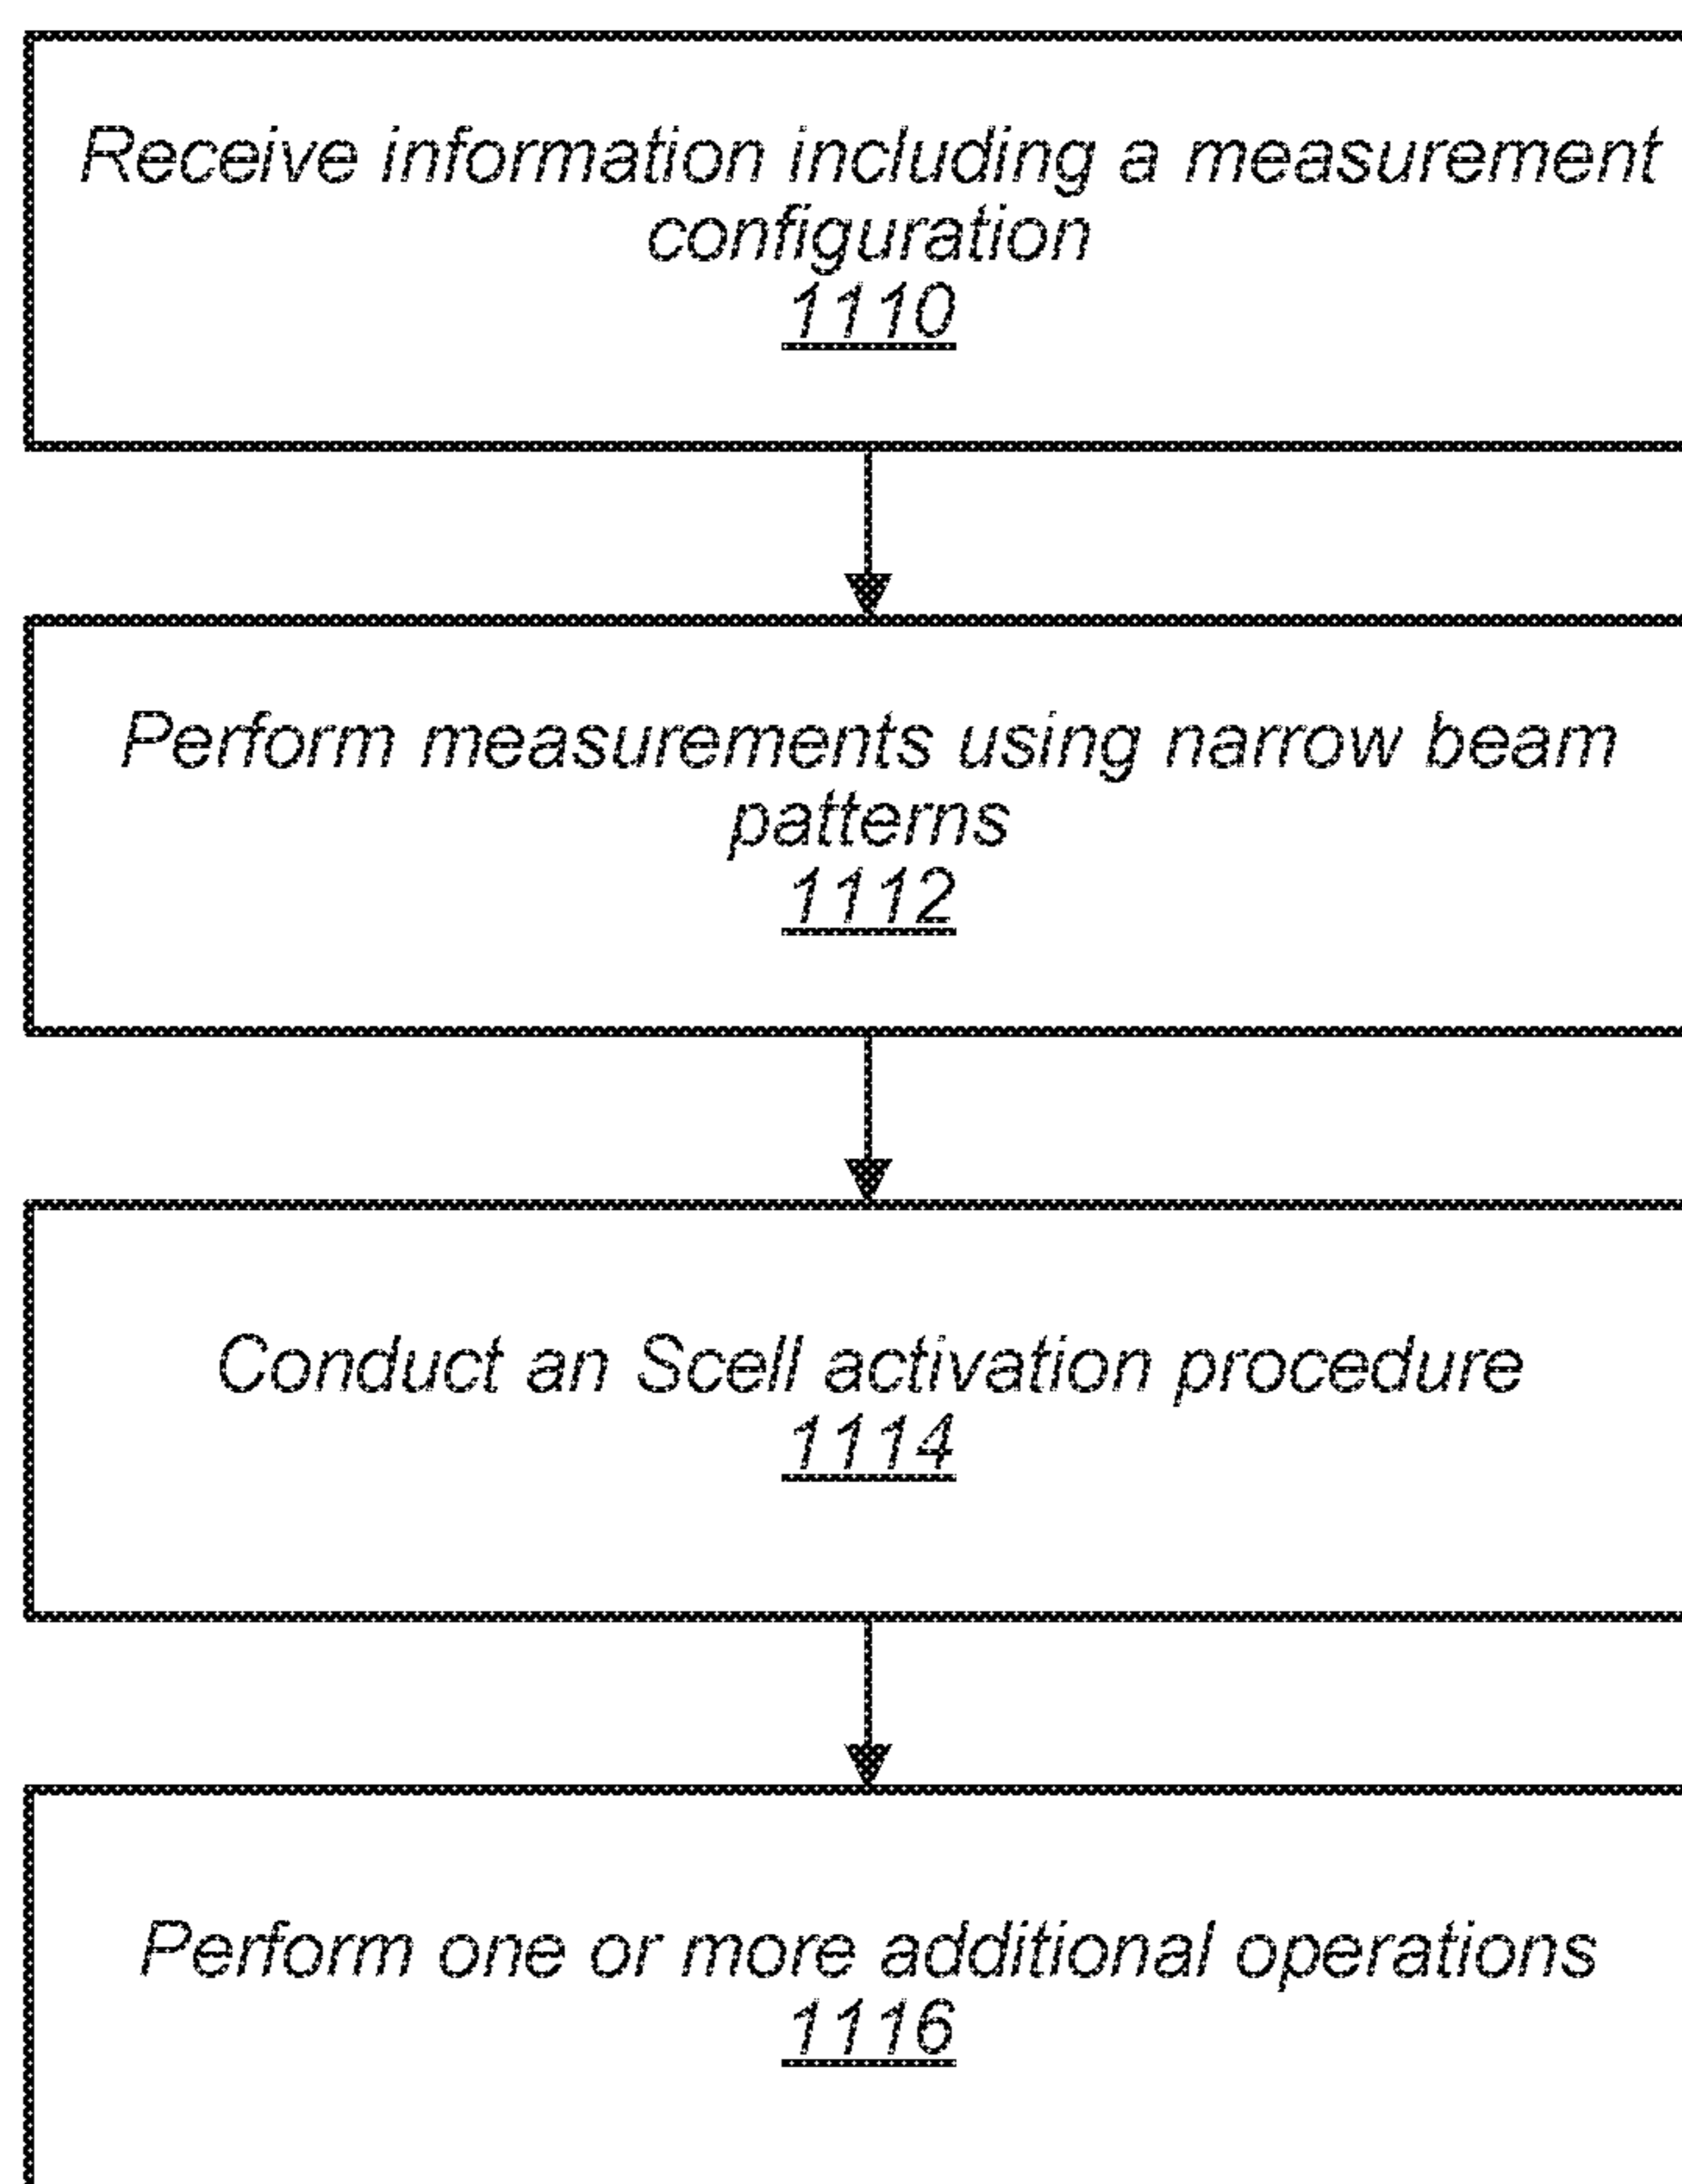 Receive information including a measurement
configuration
1110
Perform measurements using narrow beam
patterns
1112
Conduct an Scell activation procedure
1114
Perform one or more additional operations
1116